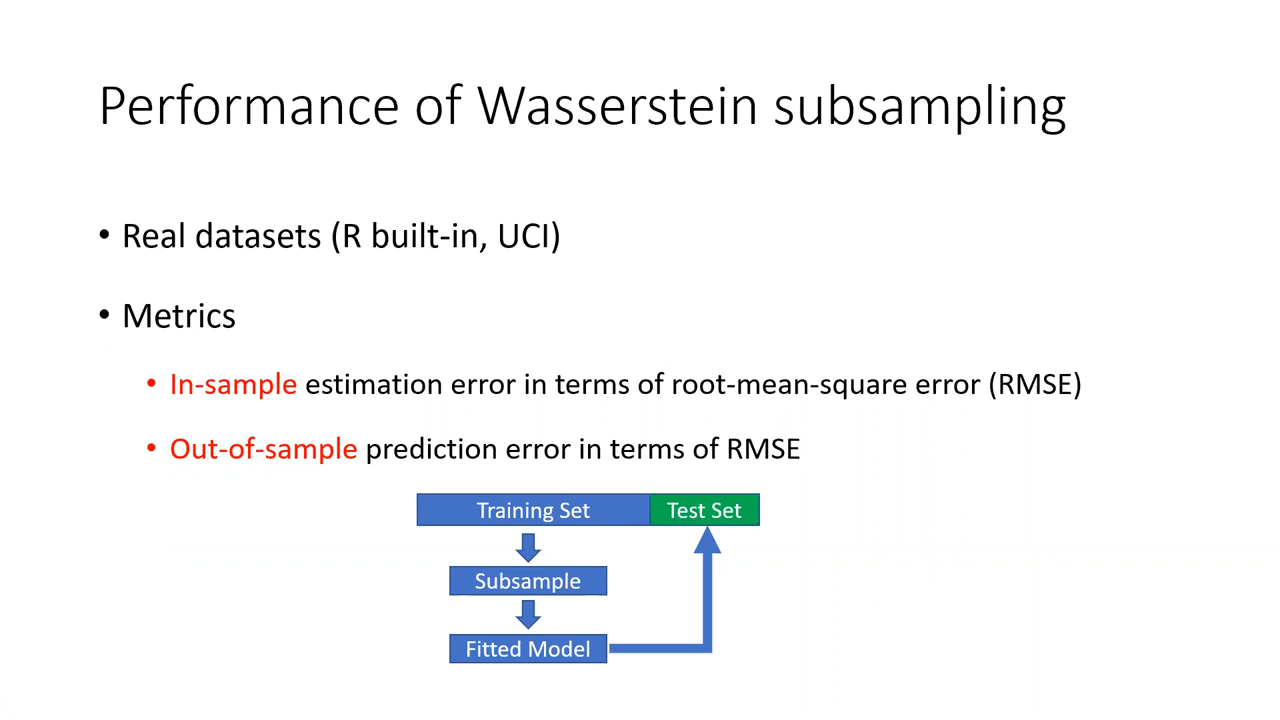 Performance of Wasserstein subsampling
• Real datasets (R built-in, UCI)
• Metrics
• In-sample estimation error in terms of root-mean-square error (RMSE)
• Out-of-sample prediction error in terms of RMSE
Training Set
Test Set
Subsample
Fitted Model